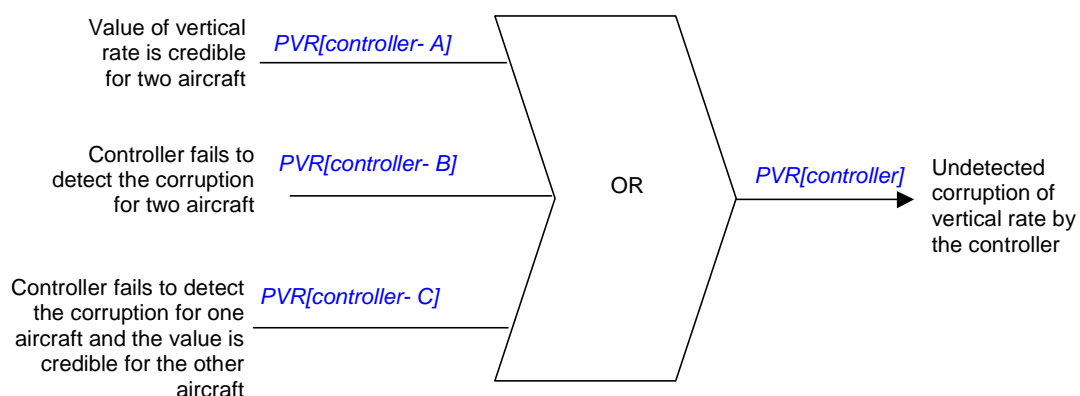 Value of vertical
rate is credible
for two aircraft
PVR[controller- A]
Controller fails to
detect the corruption
for two aircraft
PVR[controller- B]
Controller fails to detect
the corruption for one
aircraft and the value is
credible for the other
aircraft
PVR[controller- C]
OR
PVR[controller]
Undetected
corruption of
vertical rate by
the controller